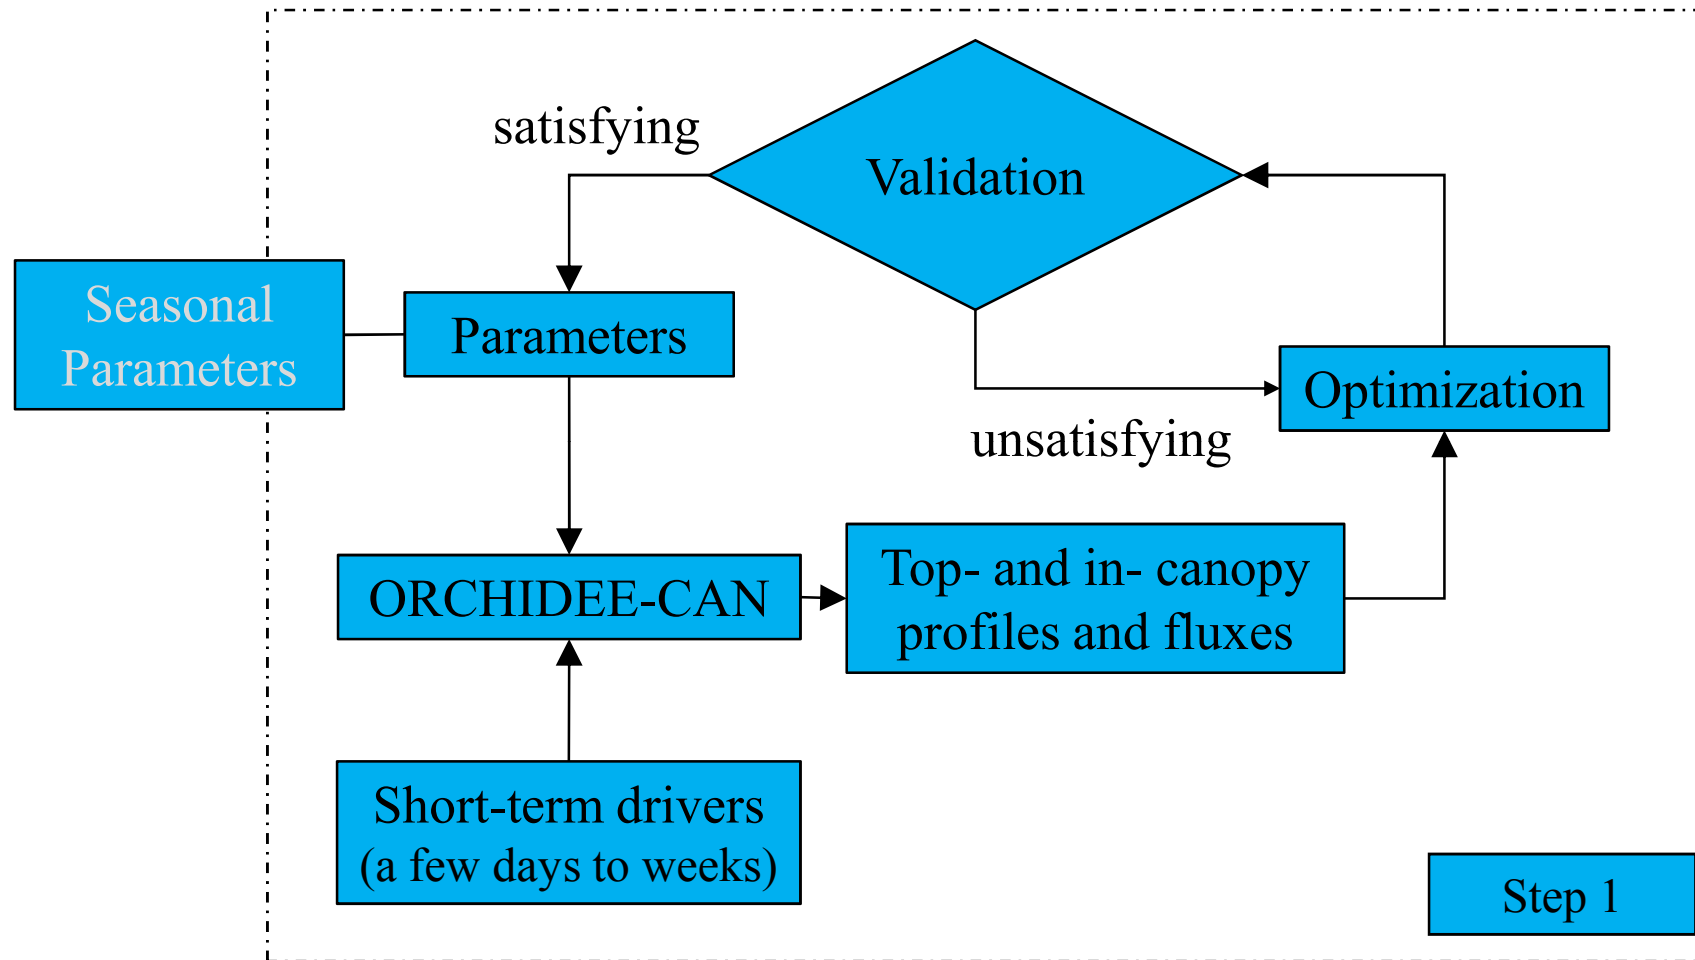 satisfying
Validation
Seasonal
Parameters
Parameters
Optimization
unsatisfying
Top- and in- canopy
profiles and fluxes
ORCHIDEE-CAN
Short-term drivers
(a few days to weeks)
Step 1